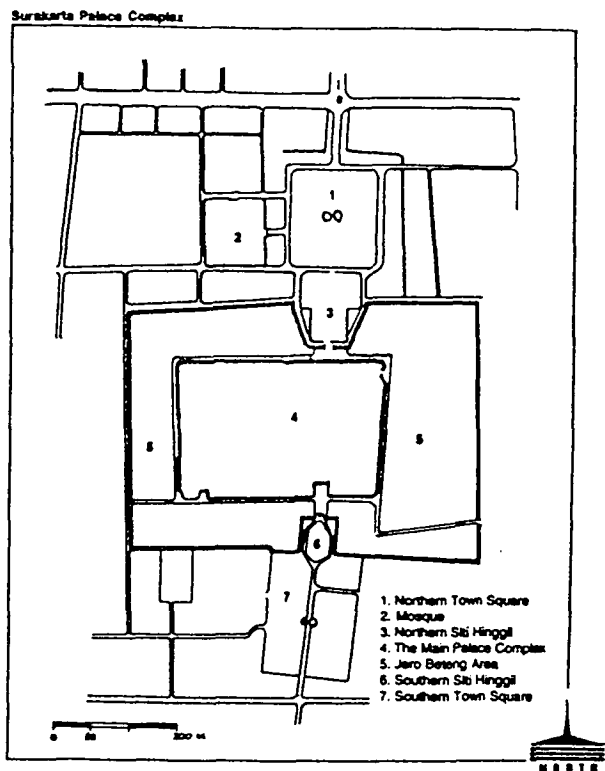 Surakarta Palace Complex
1
2
3
4
5
5
6
7
1. Northern Town Square
2. Mosque
3. Northern Siti Hinggil
4. The Main Palace Complex
5. Jero Beteng Area
6. Southern Siti Hinggil
7. Southern Town Square
0
200 M.